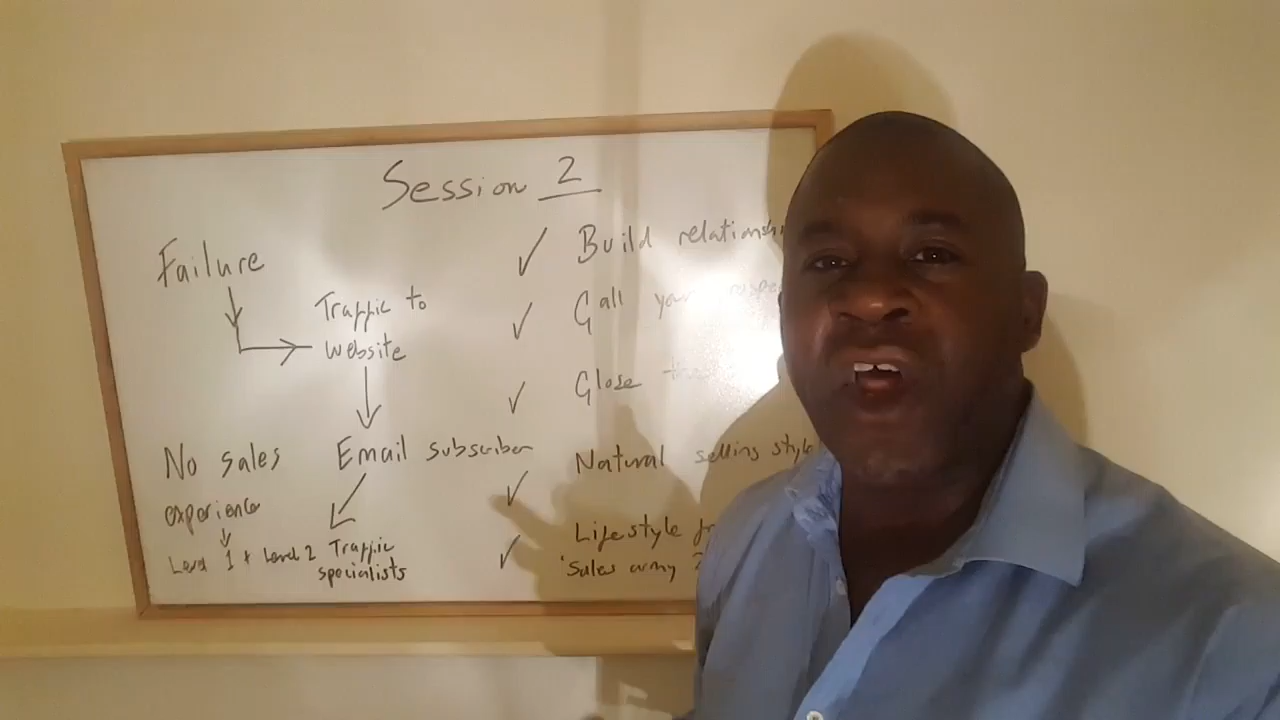 Session 2
Failure
Traffic to
website
Email subscriber
No sales
experience
Level 1 + Level 2
Traffic
specialists
Build
Call your
Close
Natural selling style
Lifestyle
'Sales army